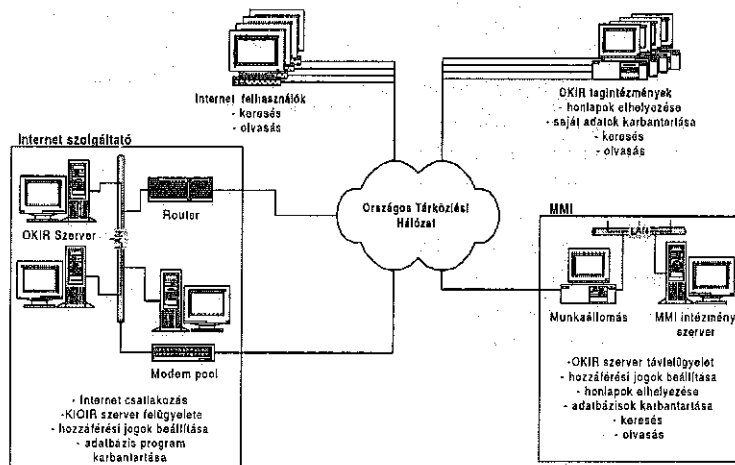 Internet felhasználók
- keresés
- olvasás
OKIR tagintézmények
- honlapok elhelyezése
- saját adatok karbantartása
- keresés
- olvasás
Internet szolgáltató
OKIR Szerver
LAN
Router
Modem pool
- Internet csatlakozás
- KIOIR szerver felügyelete
- hozzáférési jogok beállítása
- adatbázis program
karbantartása
Országos Távközlési
Hálózat
MMI
LAN
Munkaállomás
MMI intézmény
szerver
-OKIR szerver távfelügyelet
- hozzáférési jogok beállítása
- honlapok elhelyezése
- adatbázisok karbantartása
- keresés
- olvasás